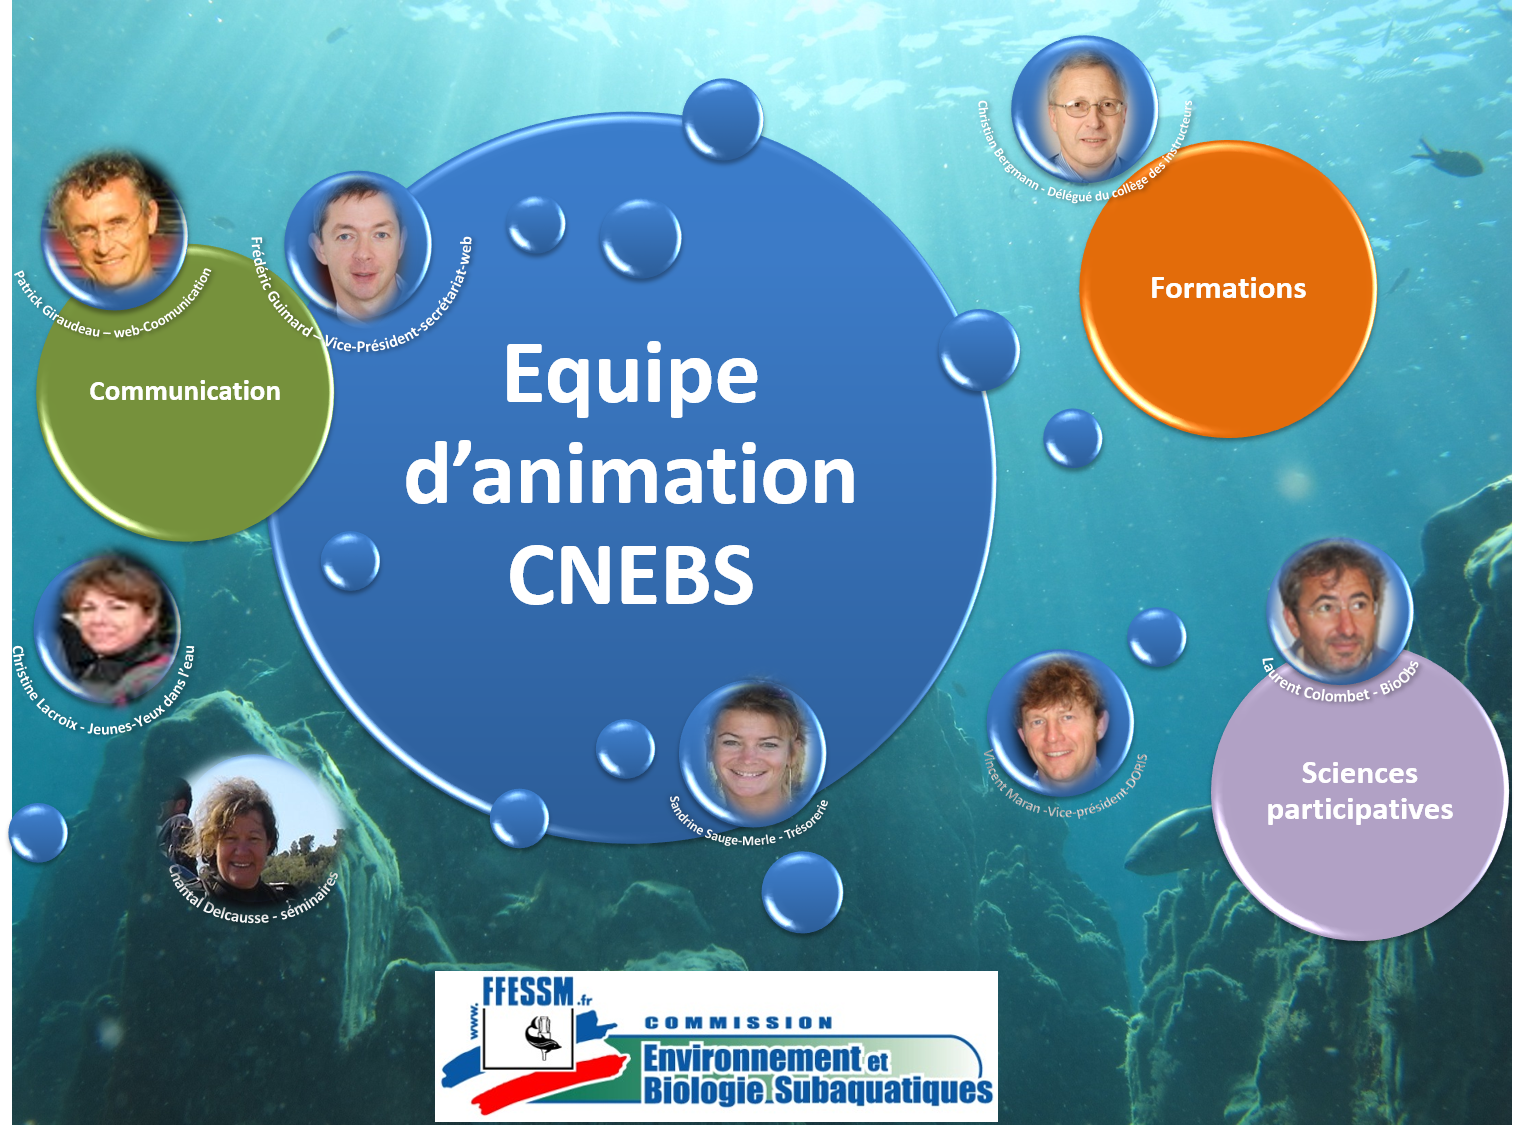 Christian Bergmann - Délégué du collège des instructeurs
Patrick Giraudeau – web-Coomunication
Frédéric Guimard – Vice-Président-secrétariat-web
Formations
Communication
Equipe
d’animation
CNEBS
Christine Lacroix - Jeunes-Yeux dans l’eau
Laurent Colombet - BioObs
Vincent Maran -Vice-président-DORIS
Sandrine Sauge-Merle - Trésorerie
Sciences
participatives
Chantal Delcausse - séminaires
www.FFESSM.fr
COMMISSION
Environnement et
Biologie Subaquatiques